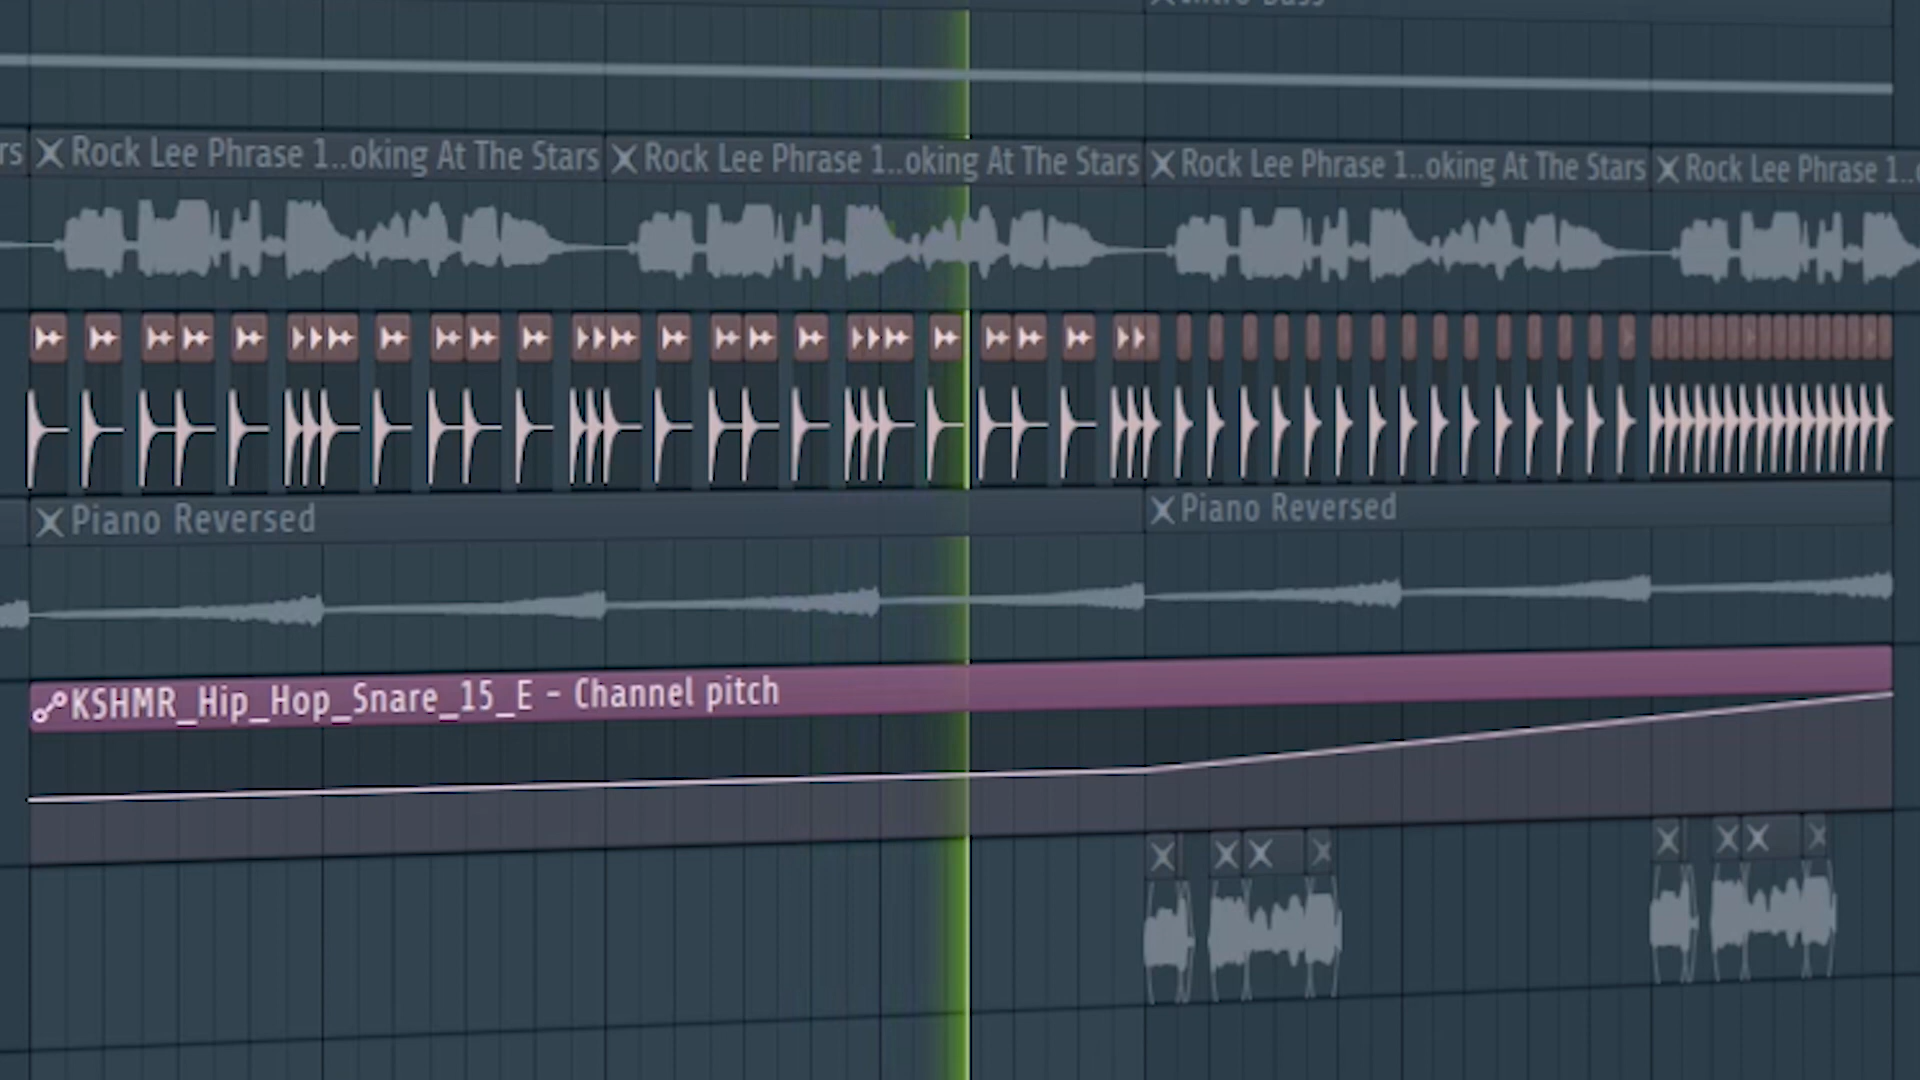 Rock Lee Phrase 1..oking At The Stars
Rock Lee Phrase 1..oking At The Stars
Rock Lee Phrase 1..oking At The Stars
Rock Lee Phrase 1..
Piano Reversed
Piano Reversed
KSHMR_Hip_Hop_Snare_15_E - Channel pitch